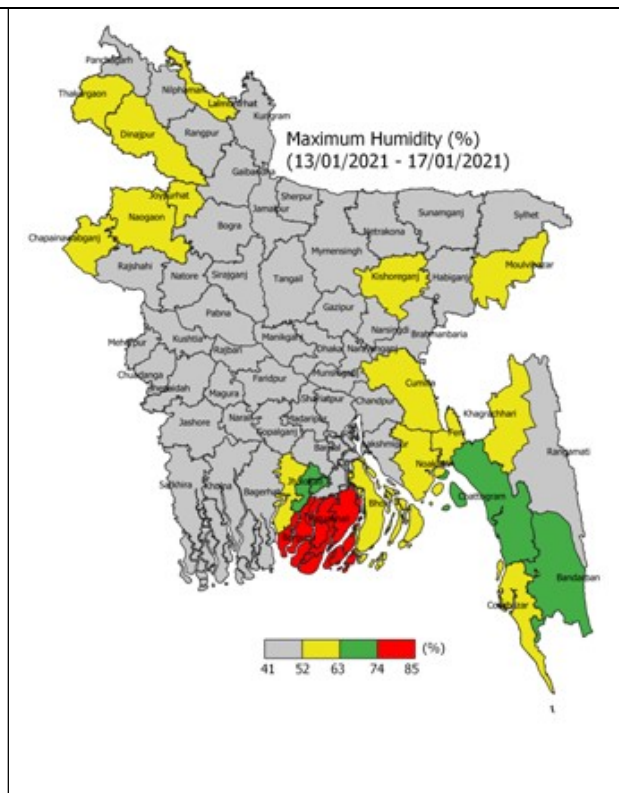 Panchagarh
Thakurgaon
Nilphamari
Lalmonirhat
Kurigram
Dinajpur
Rangpur
Maximum Humidity (%)
(13/01/2021 - 17/01/2021)
Gaibandha
Joypurhat
Sherpur
Jamalpur
Sunamganj
Sylhet
Naogaon
Bogra
Netrakona
Chapainawabganj
Mymensingh
Moulvibazar
Rajshahi
Natore
Sirajganj
Tangail
Kishoreganj
Habiganj
Pabna
Gazipur
Narsingdi
Brahmanbaria
Meherpur
Kushtia
Rajbari
Manikganj
Dhaka
Narayanganj
Chuadanga
Jhenaidah
Faridpur
Munshiganj
Cumilla
Magura
Shariatpur
Chandpur
Khagrachhari
Jashore
Narail
Madaripur
Gopalganj
Feni
Rangamati
Barisal
Lakshmipur
Noakhali
Satkhira
Khulna
Bagerhat
Jhalokati
Chattogram
Bhola
Bandarban
(%)
41 52 63 74 85